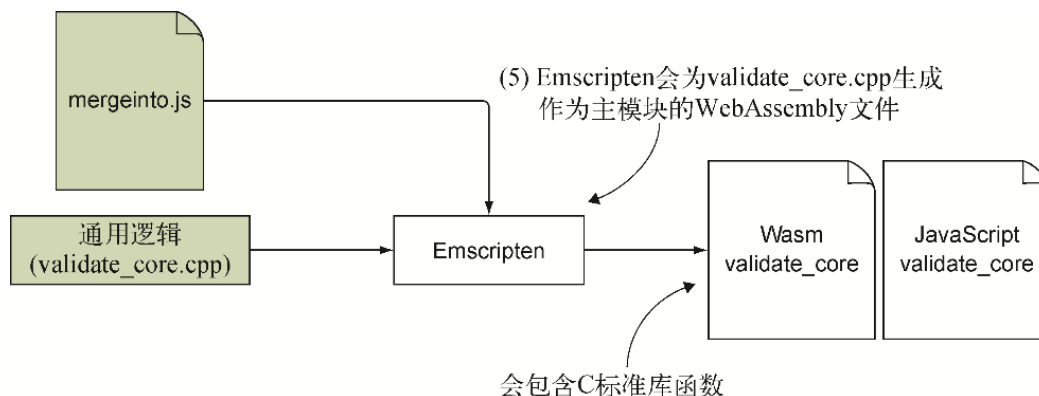 mergeinto.js
(5) Emscripten会为validate_core.cpp生成
作为主模块的WebAssembly文件
通用逻辑
(validate_core.cpp)
Emscripten
Wasm
validate_core
JavaScript
validate_core
会包含C标准库函数